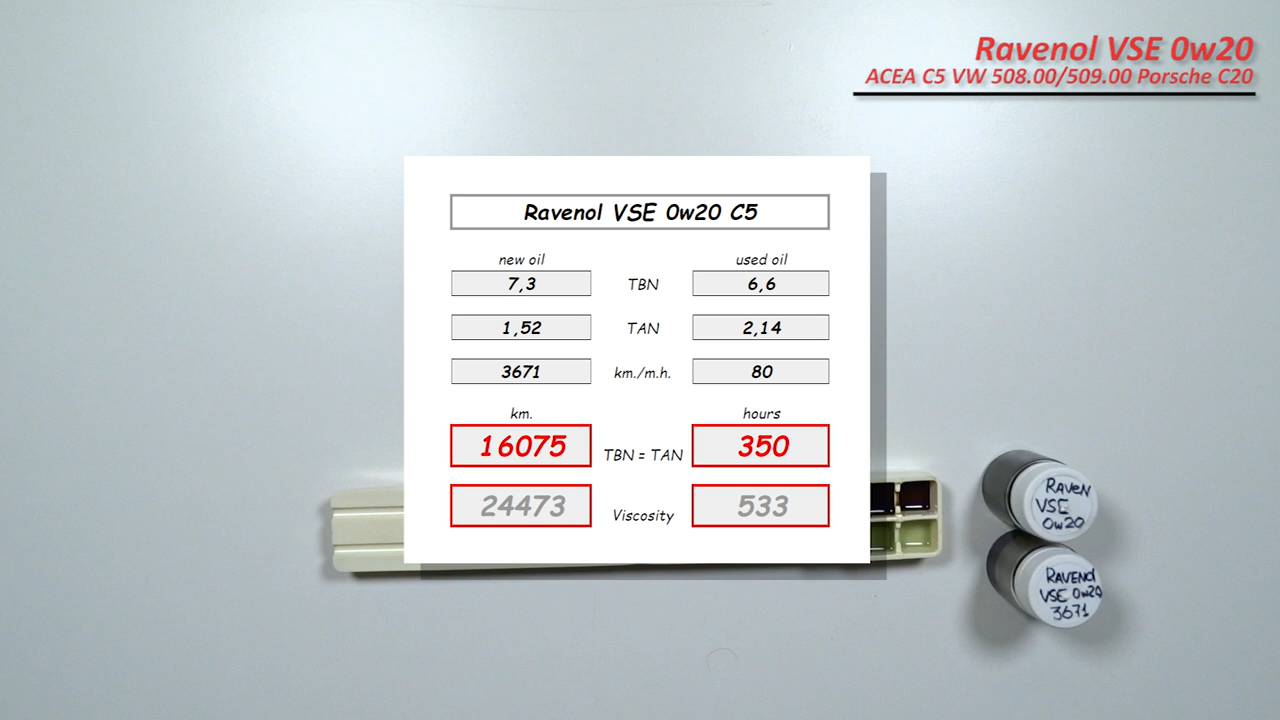 Ravenol VSE 0w20
ACEA C5 VW 508.00/509.00 Porsche C20
Ravenol VSE 0w20 C5
new oil used oil
7,3 TBN 6,6
1,52 TAN 2,14
3671 km./m.h. 80
km. hours
16075 TBN = TAN 350
24473 Viscosity 533
RAVEN
VSE
0w20
RAVENOl
VSE 0w20
3671